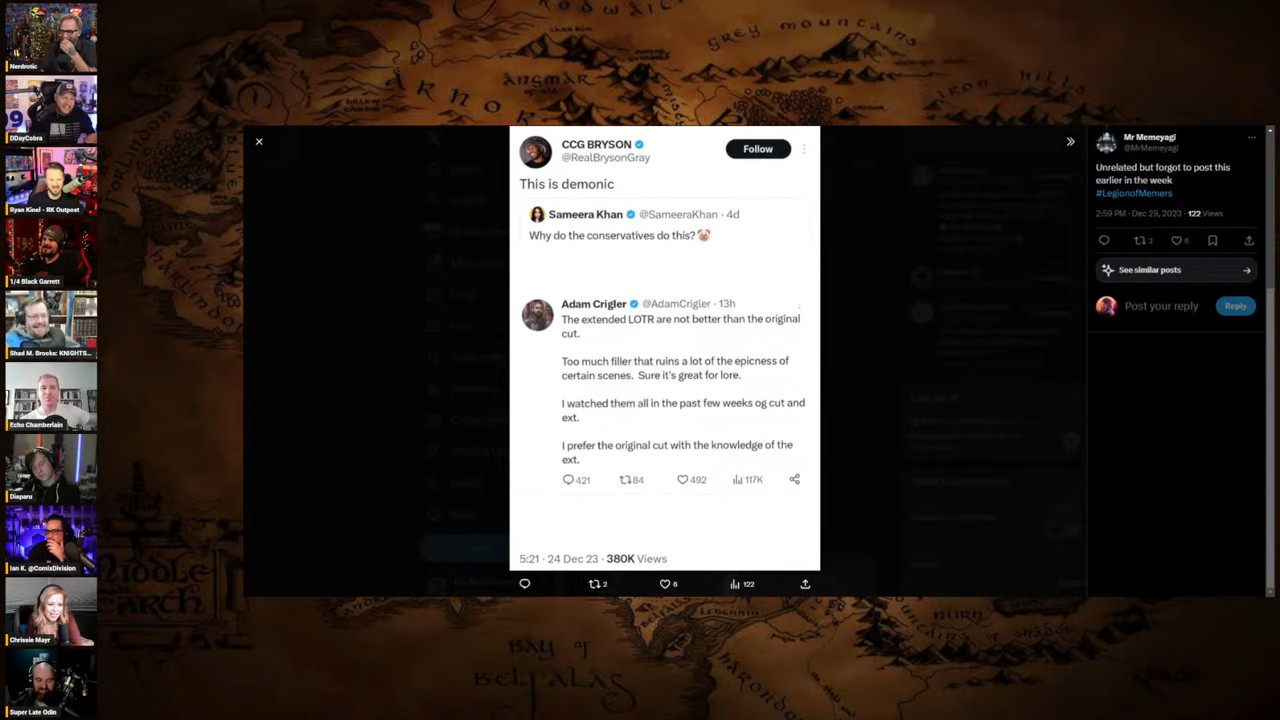 Nerdrotic
DDayCobra
Ryan Kinel - RK Outpost
1/4 Black Garrett
Shad M. Brooks: KNIGHTS...
Echo Chamberlain
Disparu
Ian K. @ComixDivision
Chrissie Mayr
Super Late Odin
GREY MOUNTAINS
ANGMAR
ARNOR
IRON HILLS
CCG BRYSON
@RealBrysonGray
Follow
This is demonic
Sameera Khan @SameeraKhan · 4d
Why do the conservatives do this? 🤡
Adam Crigler @AdamCrigler · 13h
The extended LOTR are not better than the original
cut.
Too much filler that ruins a lot of the epicness of
certain scenes. Sure it's great for lore.
I watched them all in the past few weeks og cut and
ext.
I prefer the original cut with the knowledge of the
ext.
421 84 492 117K
5:21 · 24 Dec 23 · 380K Views
2 6 122
Mr Memeyagi
@MrMemeyagi
Unrelated but forgot to post this
earlier in the week
#LegionofMemers
2:59 PM · Dec 29, 2023 · 122 Views
2 6
See similar posts
Post your reply
Reply
MIDDLE
EARTH
BAY OF
BELFALAS